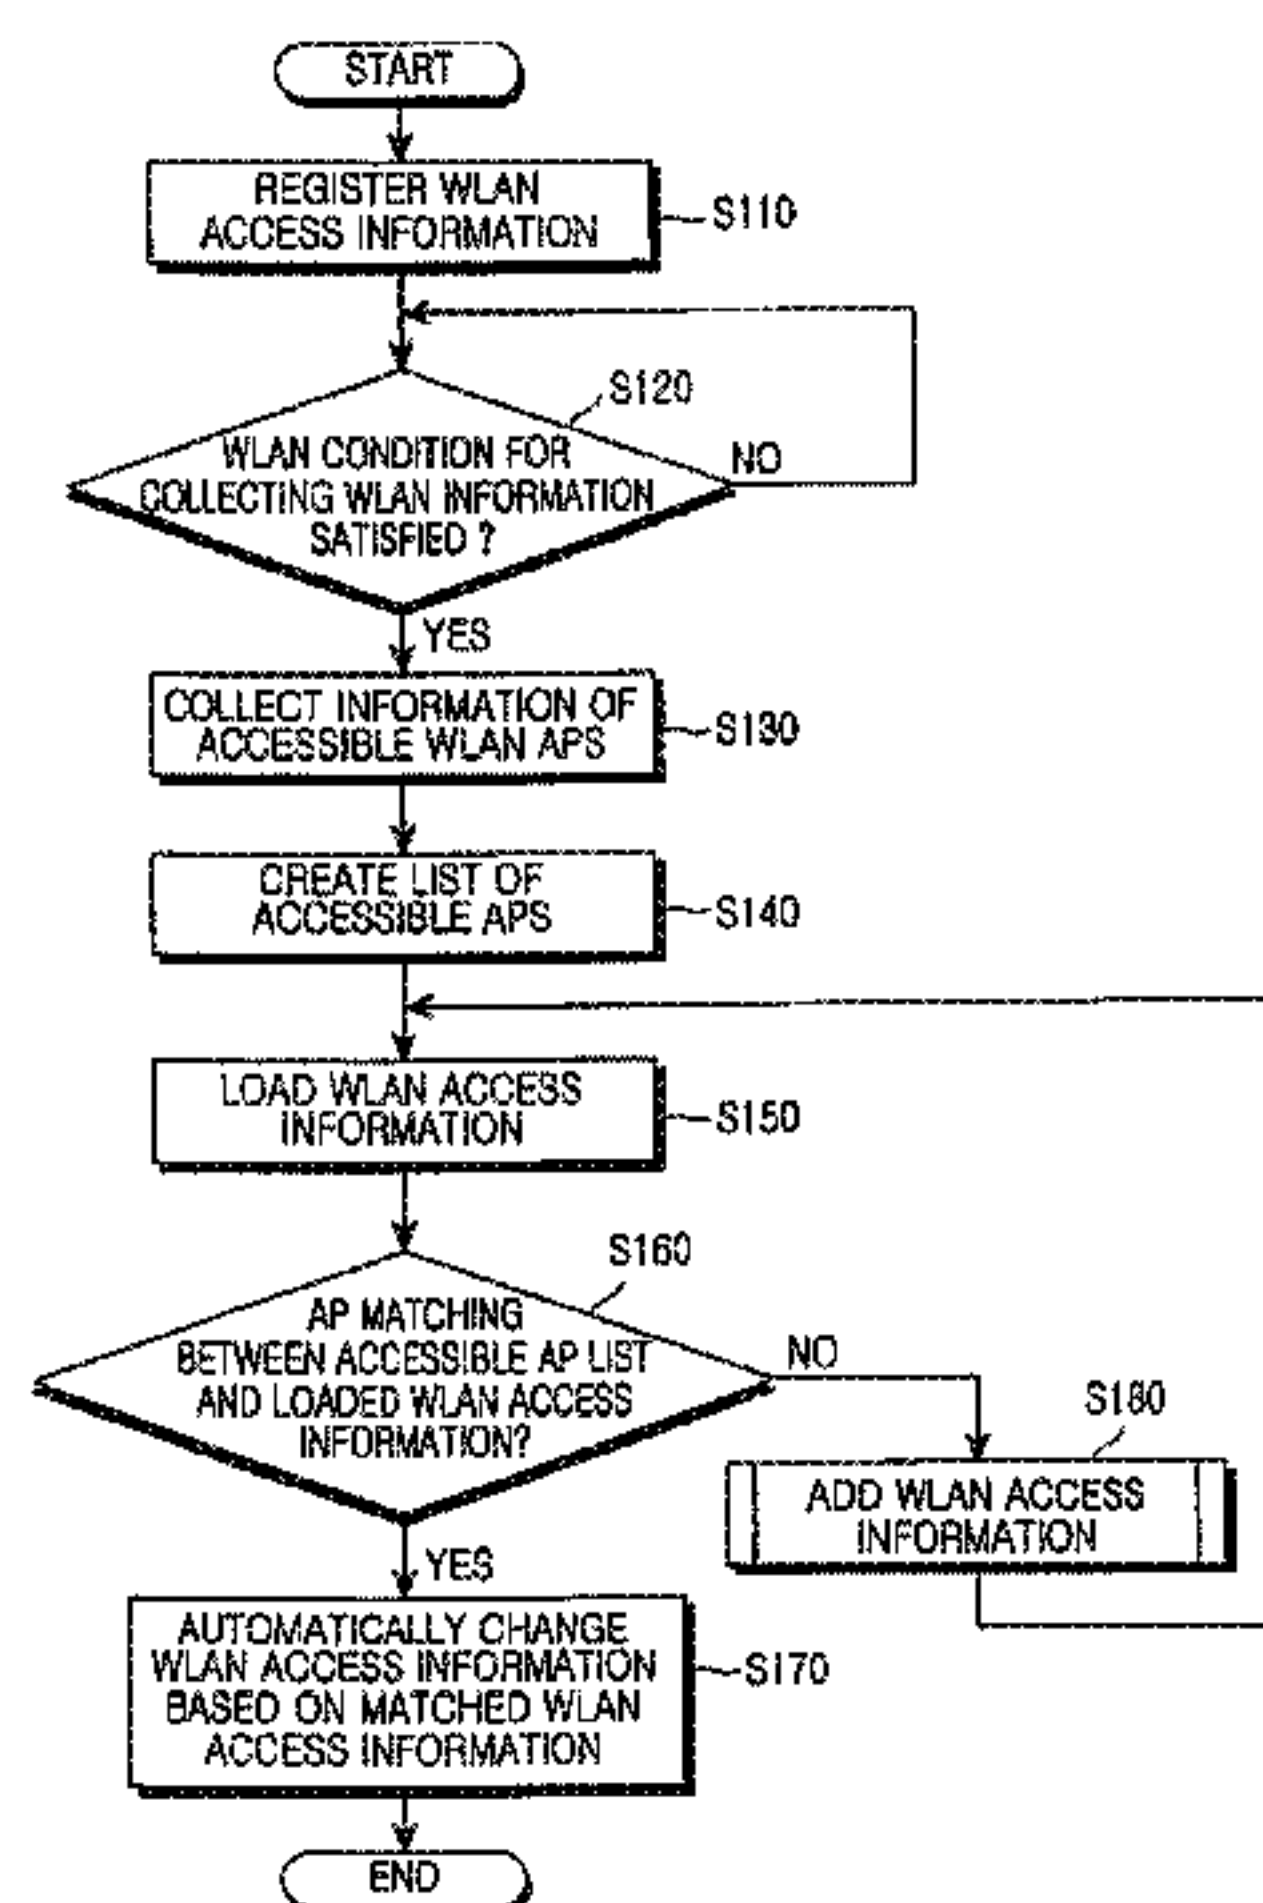 START
REGISTER WLAN
ACCESS INFORMATION
S110
S120
WLAN CONDITION FOR
COLLECTING WLAN INFORMATION
SATISFIED ?
NO
YES
COLLECT INFORMATION OF
ACCESSIBLE WLAN APS
S130
CREATE LIST OF
ACCESSIBLE APS
S140
LOAD WLAN ACCESS
INFORMATION
S150
S160
AP MATCHING
BETWEEN ACCESSIBLE AP LIST
AND LOADED WLAN ACCESS
INFORMATION?
NO
S180
ADD WLAN ACCESS
INFORMATION
YES
AUTOMATICALLY CHANGE
WLAN ACCESS INFORMATION
BASED ON MATCHED WLAN
ACCESS INFORMATION
S170
END